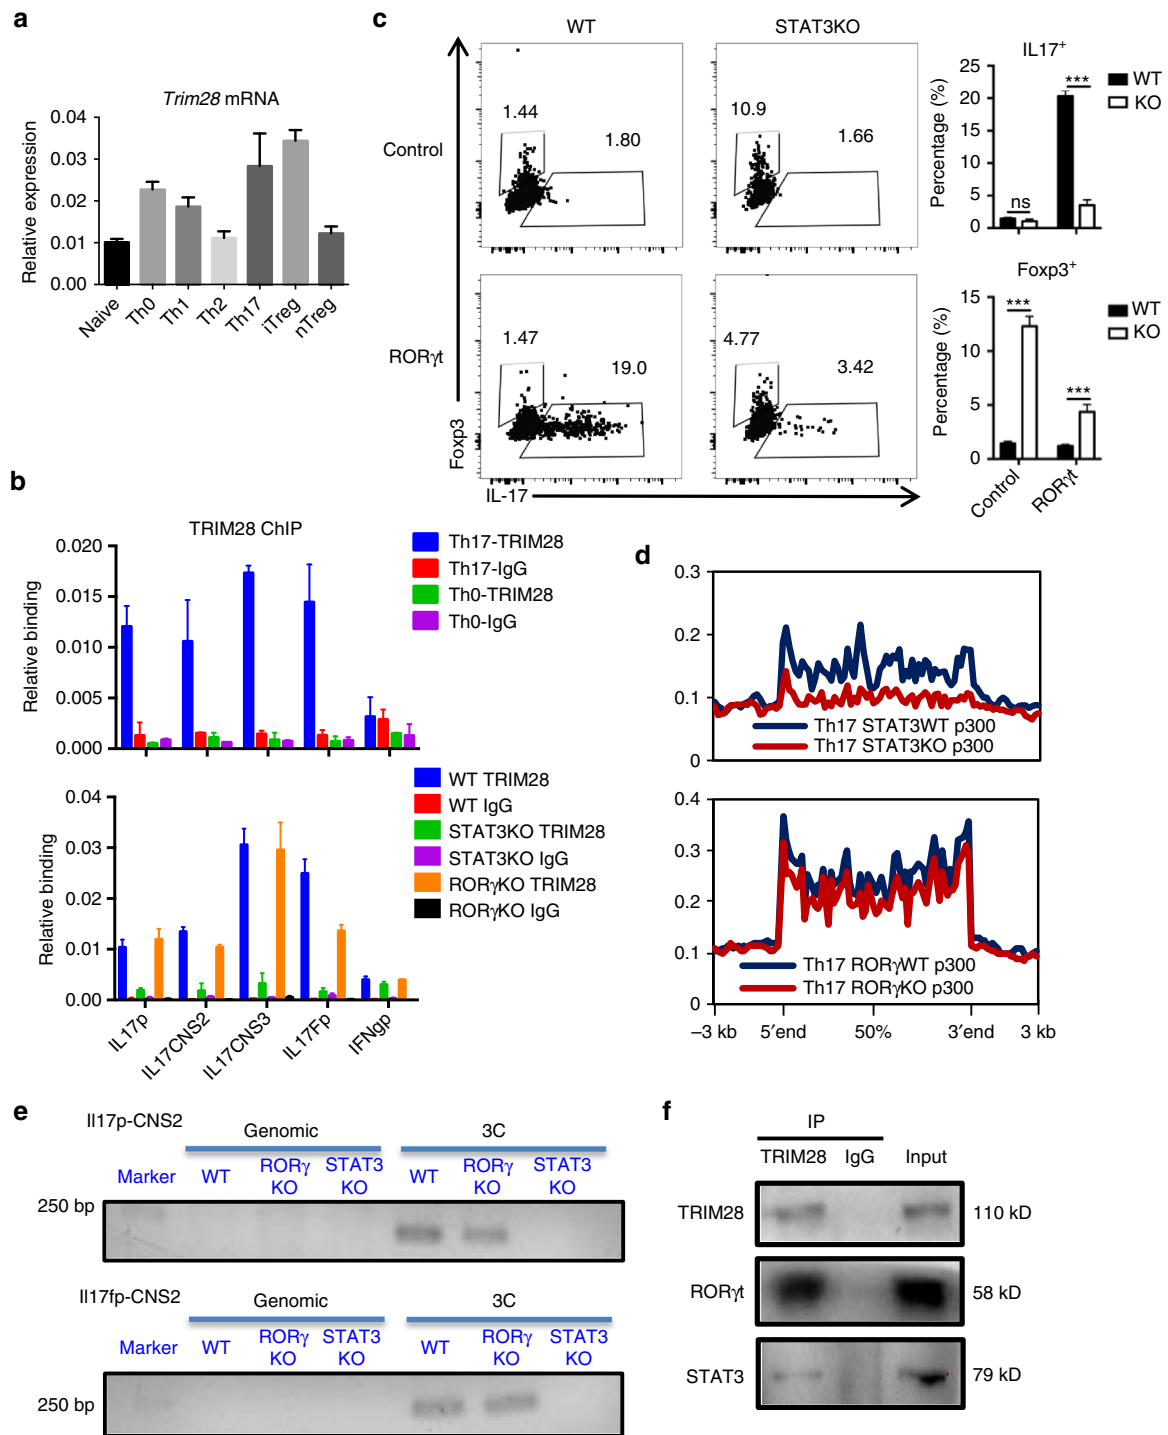 a
Trim28 mRNA
Relative expression
0.04
0.03
0.02
0.01
0.00
Naive
Th0
Th1
Th2
Th17
iTreg
nTreg
c
WT
STAT3KO
Control
1.44
1.80
10.9
1.66
RORγt
1.47
19.0
4.77
3.42
Foxp3
IL-17
IL17+
Percentage (%)
25
20
15
10
5
0
ns
***
WT
KO
Foxp3+
Percentage (%)
15
10
5
0
***
***
WT
KO
Control
RORγt
b
TRIM28 ChIP
Relative binding
0.020
0.015
0.010
0.005
0.000
Th17-TRIM28
Th17-IgG
Th0-TRIM28
Th0-IgG
Relative binding
0.04
0.03
0.02
0.01
0.00
WT TRIM28
WT IgG
STAT3KO TRIM28
STAT3KO IgG
RORγKO TRIM28
RORγKO IgG
IL17p
IL17CNS2
IL17CNS3
IL17Fp
IFNgp
d
0.3
0.2
0.1
0
Th17 STAT3WT p300
Th17 STAT3KO p300
0.4
0.3
0.2
0.1
0
Th17 RORγWT p300
Th17 RORγKO p300
–3 kb
5′end
50%
3′end
3 kb
e
Il17p-CNS2
Genomic
3C
Marker
WT
RORγ
KO
STAT3
KO
WT
RORγ
KO
STAT3
KO
250 bp
Il17fp-CNS2
Genomic
3C
Marker
WT
RORγ
KO
STAT3
KO
WT
RORγ
KO
STAT3
KO
250 bp
f
IP
TRIM28
IgG
Input
TRIM28
110 kD
RORγt
58 kD
STAT3
79 kD